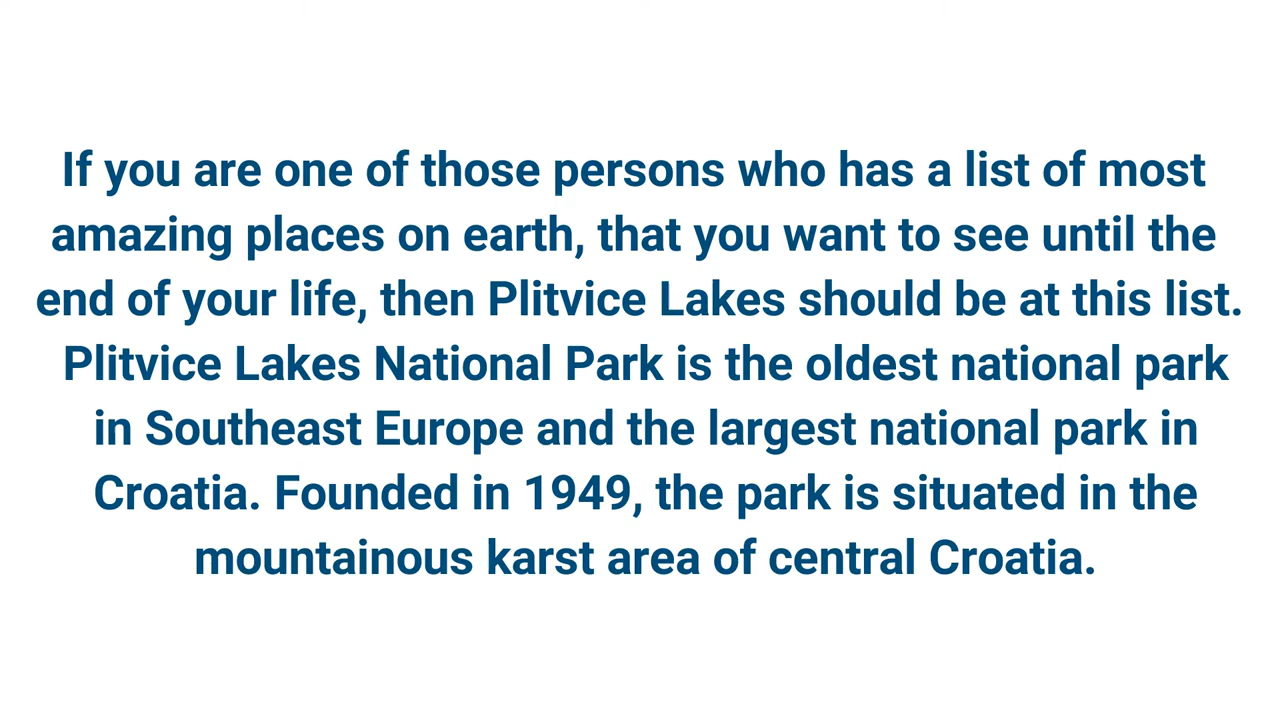 If you are one of those persons who has a list of most
amazing places on earth, that you want to see until the
end of your life, then Plitvice Lakes should be at this list.
Plitvice Lakes National Park is the oldest national park
in Southeast Europe and the largest national park in
Croatia. Founded in 1949, the park is situated in the
mountainous karst area of central Croatia.